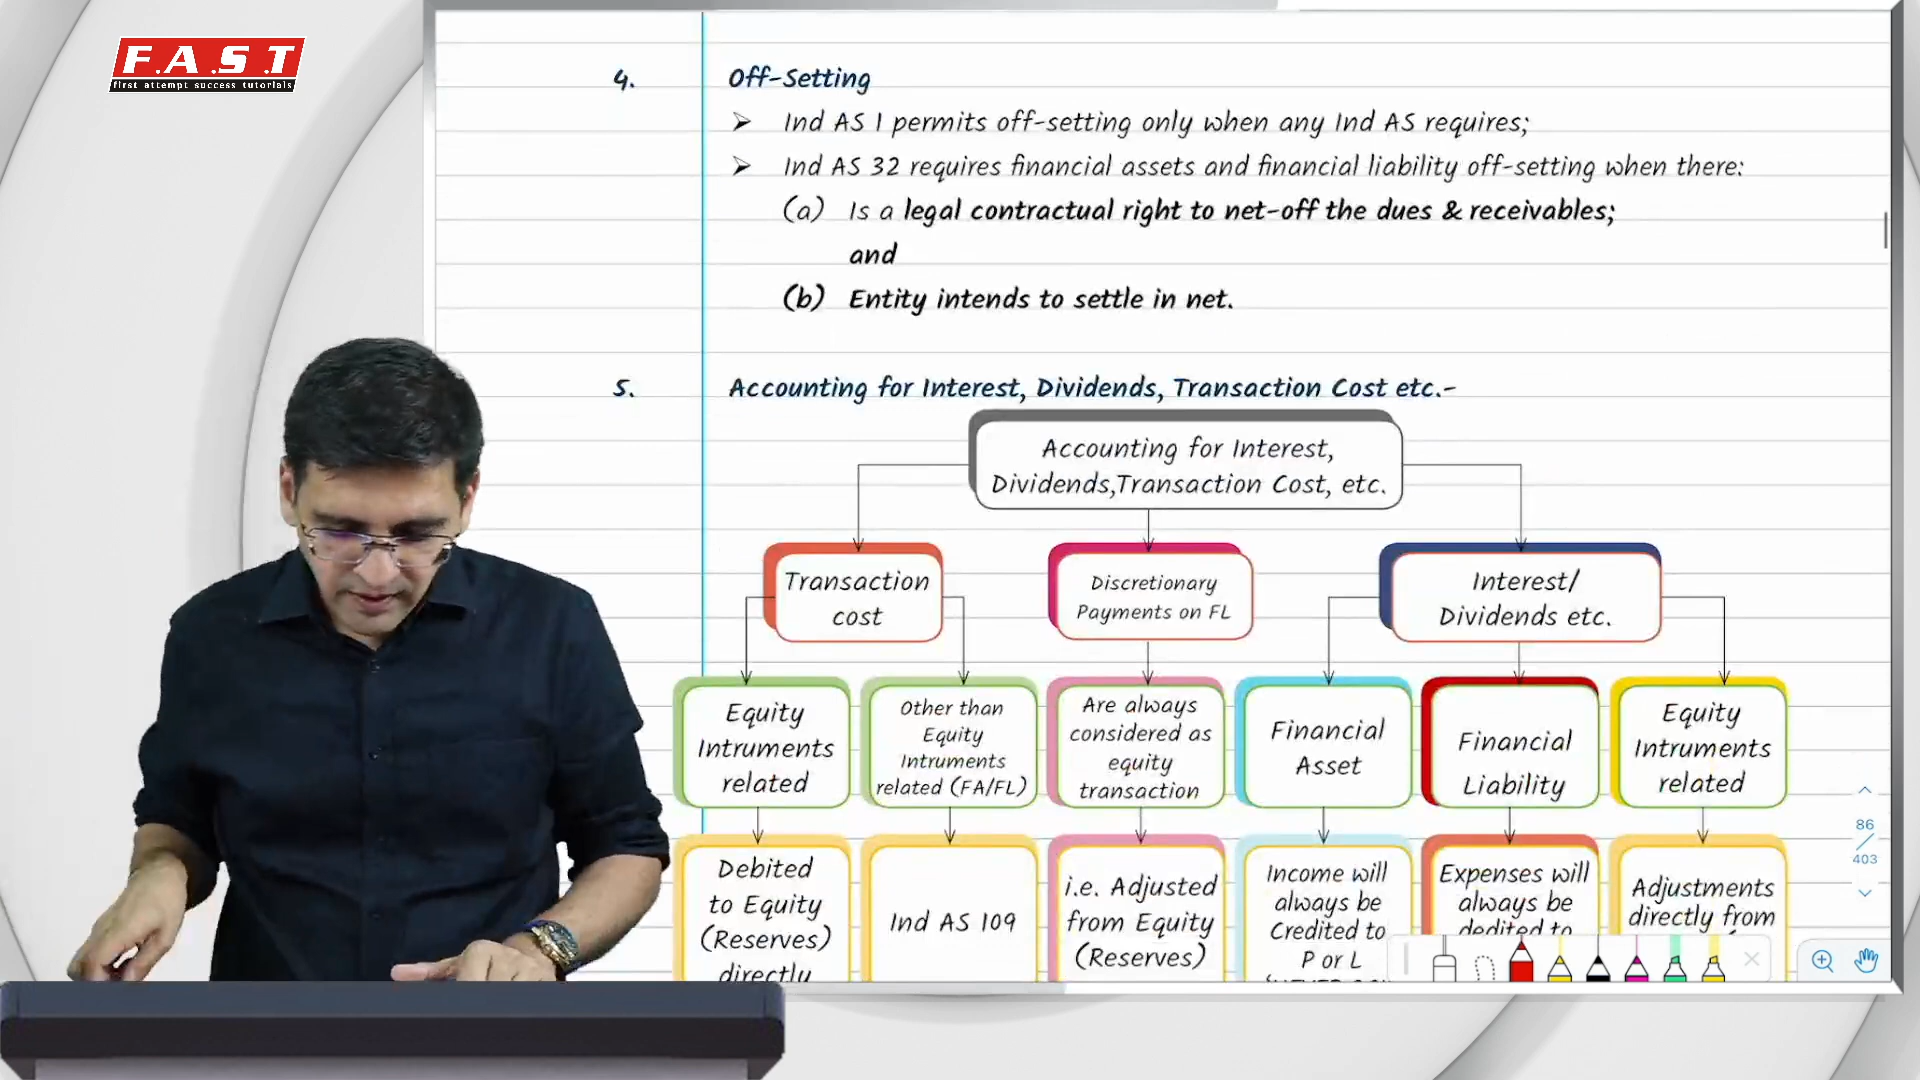 F.A.S.T
first attempt success tutorials
4. Off-Setting
➢ Ind AS 1 permits off-setting only when any Ind AS requires;
➢ Ind AS 32 requires financial assets and financial liability off-setting when there:
(a) Is a legal contractual right to net-off the dues & receivables;
and
(b) Entity intends to settle in net.
5. Accounting for Interest, Dividends, Transaction Cost etc.-
Accounting for Interest,
Dividends,Transaction Cost, etc.
Transaction
cost
Discretionary
Payments on FL
Interest/
Dividends etc.
Equity
Intruments
related
Other than
Equity
Intruments
related (FA/FL)
Are always
considered as
equity
transaction
Financial
Asset
Financial
Liability
Equity
Intruments
related
Debited
to Equity
(Reserves)
directly
Ind AS 109
i.e. Adjusted
from Equity
(Reserves)
Income will
always be
Credited to
P or L
Expenses will
always be
dedited to
Adjustments
directly from
86
403